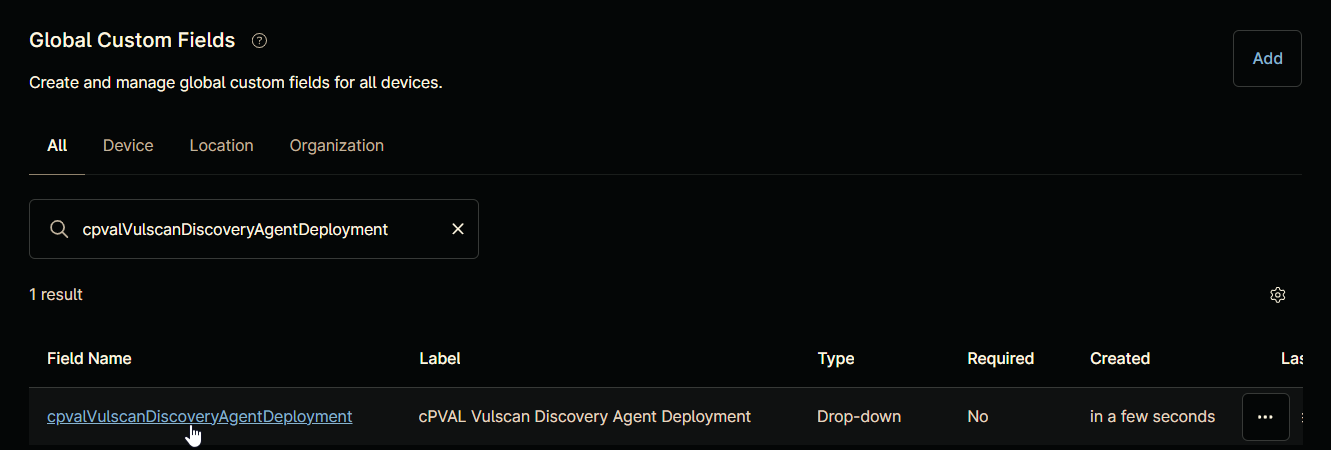 Global Custom Fields
Add
Create and manage global custom fields for all devices.
All Device Location Organization
cpvalVulscanDiscoveryAgentDeployment
1 result
Field Name Label Type Required Created
cpvalVulscanDiscoveryAgentDeployment cPVAL Vulscan Discovery Agent Deployment Drop-down No in a few seconds